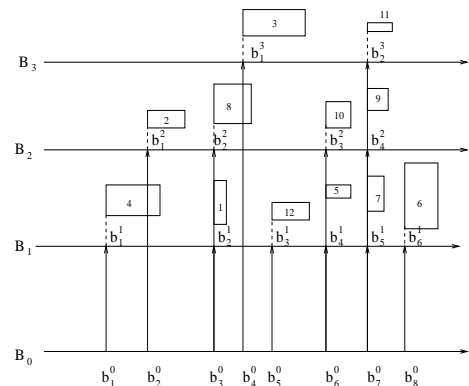 11
3
B₃ b₁³ b₂³
2 8 10 9
B₂ b₁² b₂² b₃² b₄²
4 1 12 5 7 6
B₁ b₁¹ b₂¹ b₃¹ b₄¹ b₅¹ b₆¹
B₀
b₁⁰ b₂⁰ b₃⁰ b₄⁰ b₅⁰ b₆⁰ b₇⁰ b₈⁰